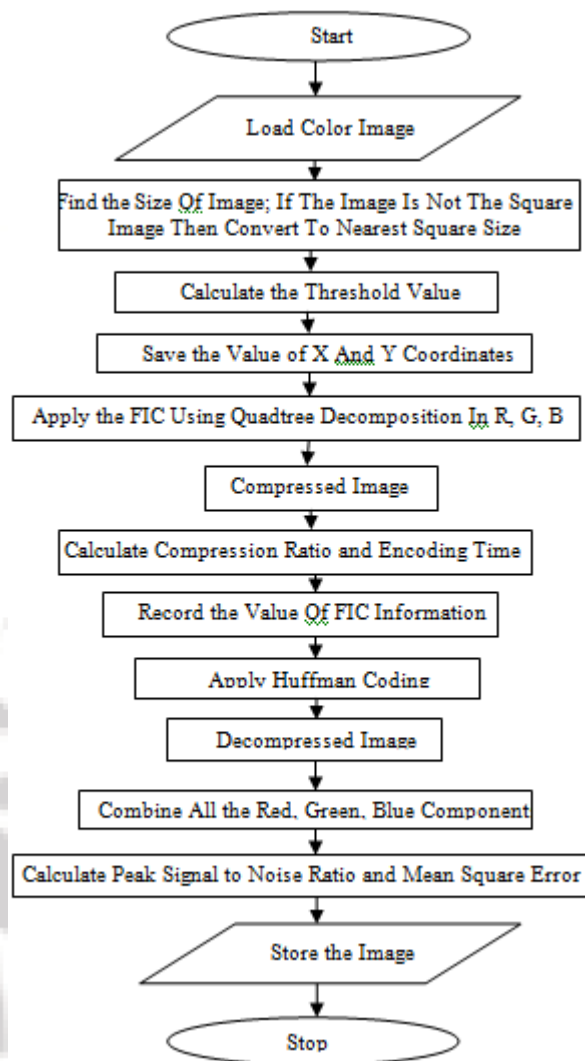 Start
Load Color Image
Find the Size Of Image; If The Image Is Not The Square
Image Then Convert To Nearest Square Size
Calculate the Threshold Value
Save the Value of X And Y Coordinates
Apply the FIC Using Quadtree Decomposition In R, G, B
Compressed Image
Calculate Compression Ratio and Encoding Time
Record the Value Of FIC Information
Apply Huffman Coding
Decompressed Image
Combine All the Red, Green, Blue Component
Calculate Peak Signal to Noise Ratio and Mean Square Error
Store the Image
Stop